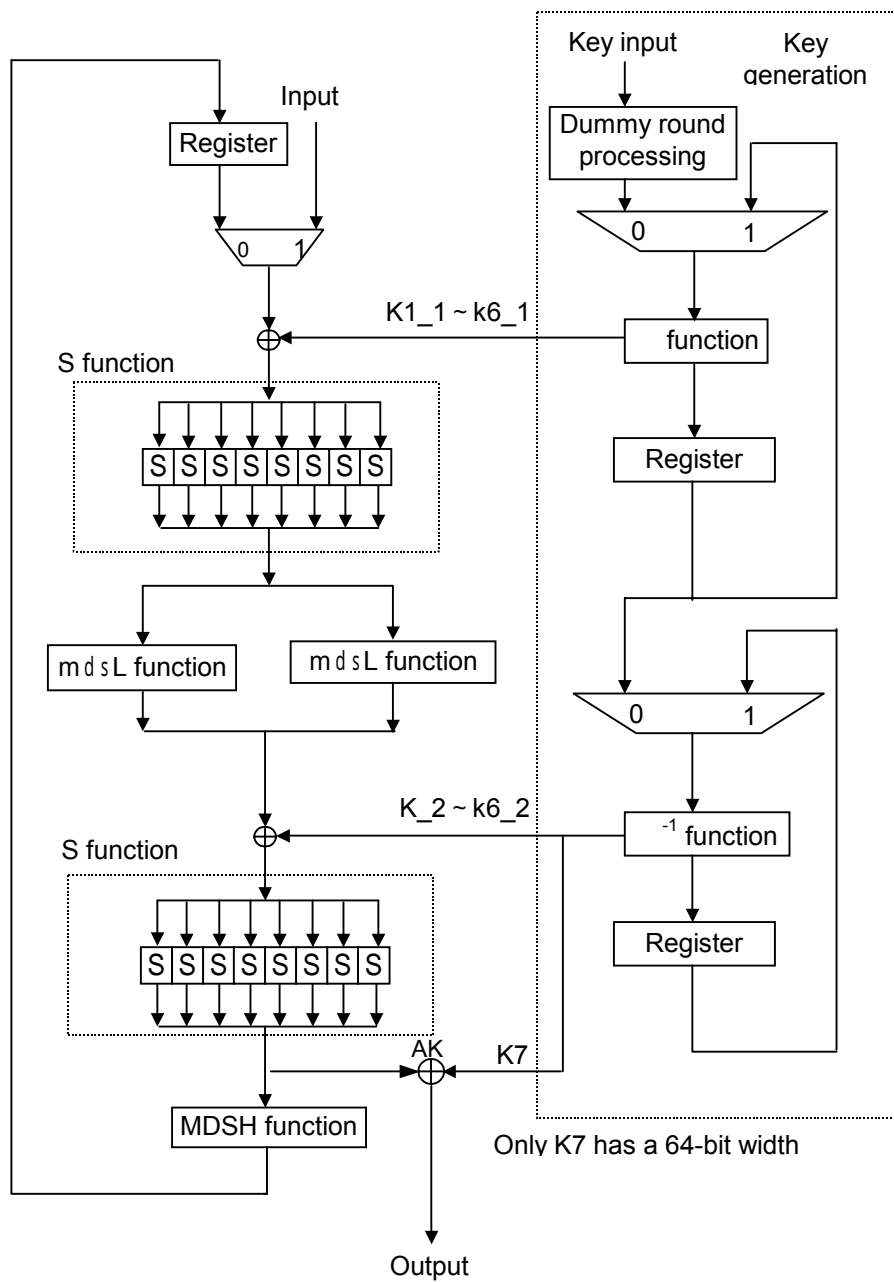 Key input
Key
generation
Input
Register
Dummy round
processing
0 1
0 1
K1_1 ~ k6_1
function
S function
S S S S S S S S
Register
mdsL function
mdsL function
0 1
K_2 ~ k6_2
-1 function
S function
S S S S S S S S
Register
AK
K7
MDSH function
Only K7 has a 64-bit width
Output